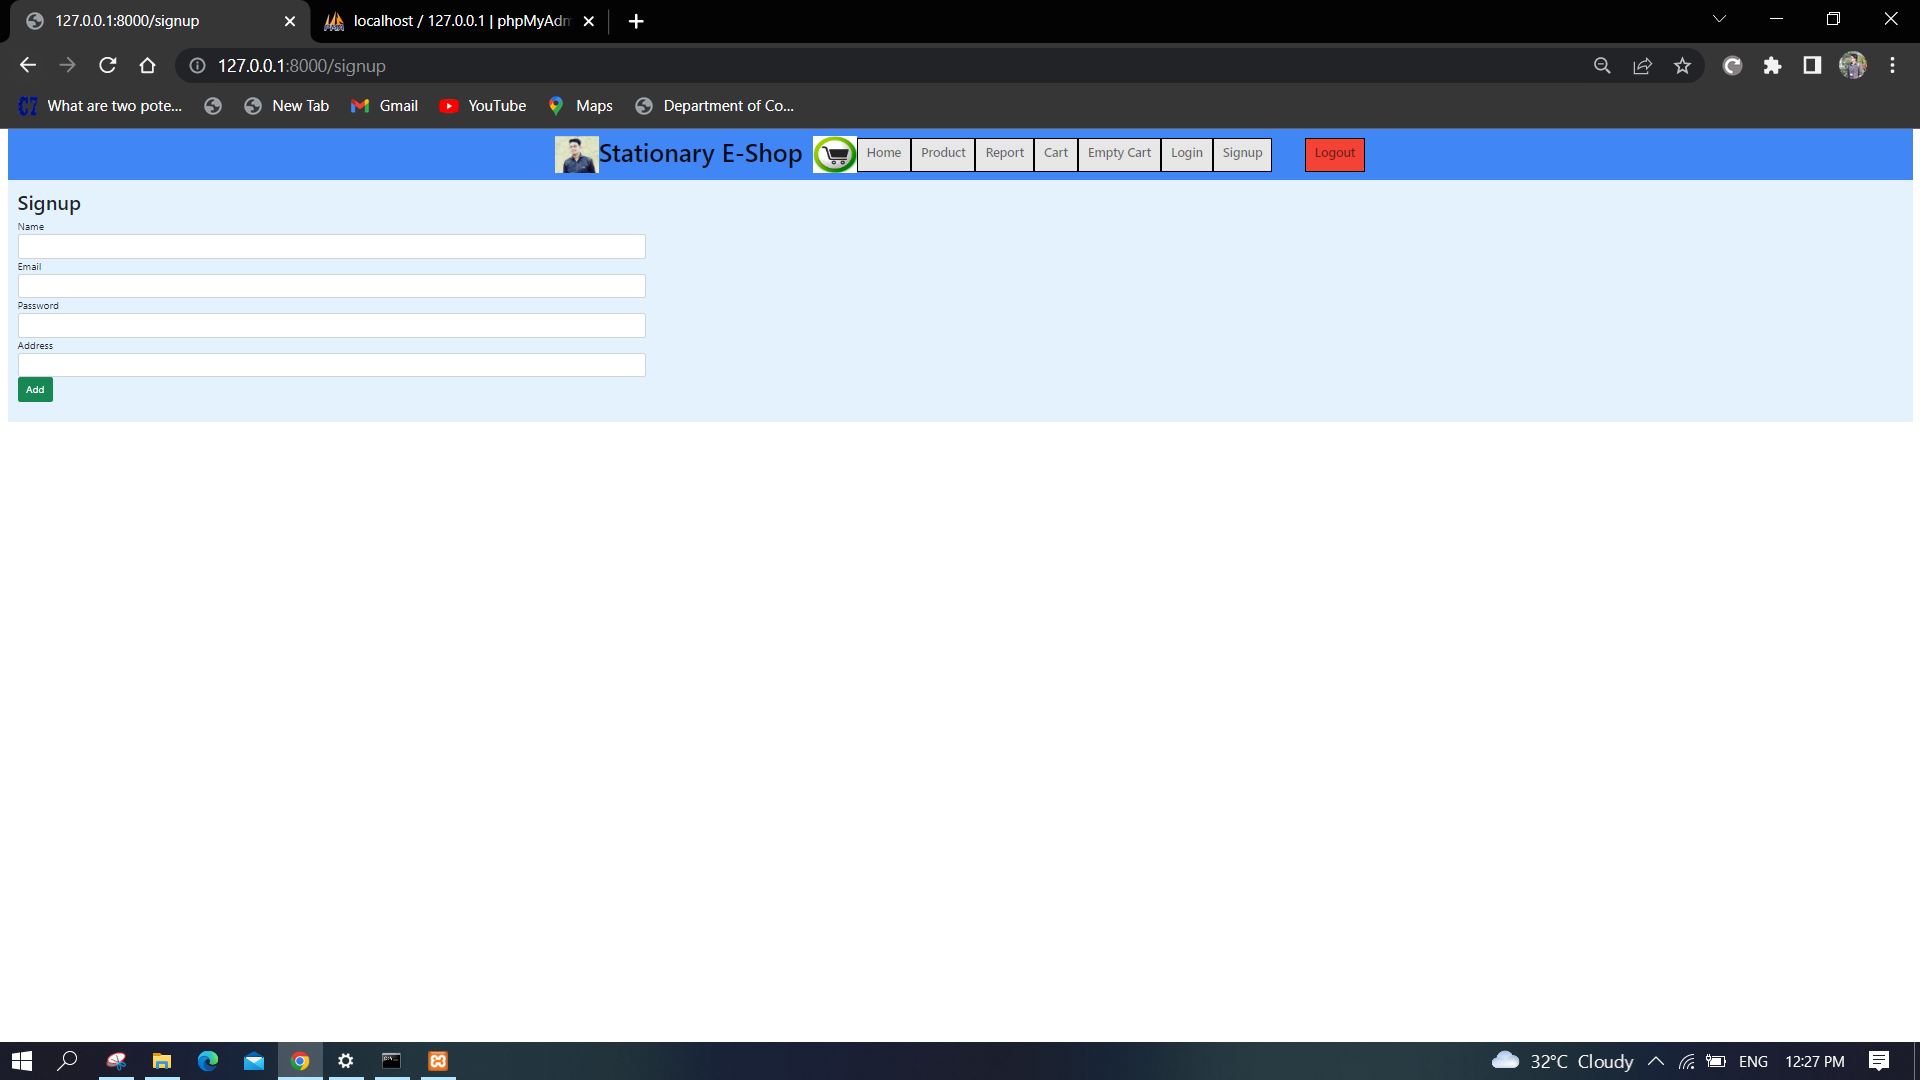 127.0.0.1:8000/signup
localhost / 127.0.0.1 | phpMyAdm
127.0.0.1:8000/signup
What are two pote... New Tab Gmail YouTube Maps Department of Co...
Stationary E-Shop Home Product Report Cart Empty Cart Login Signup Logout
Signup
Name
Email
Password
Address
Add
32°C Cloudy ENG 12:27 PM